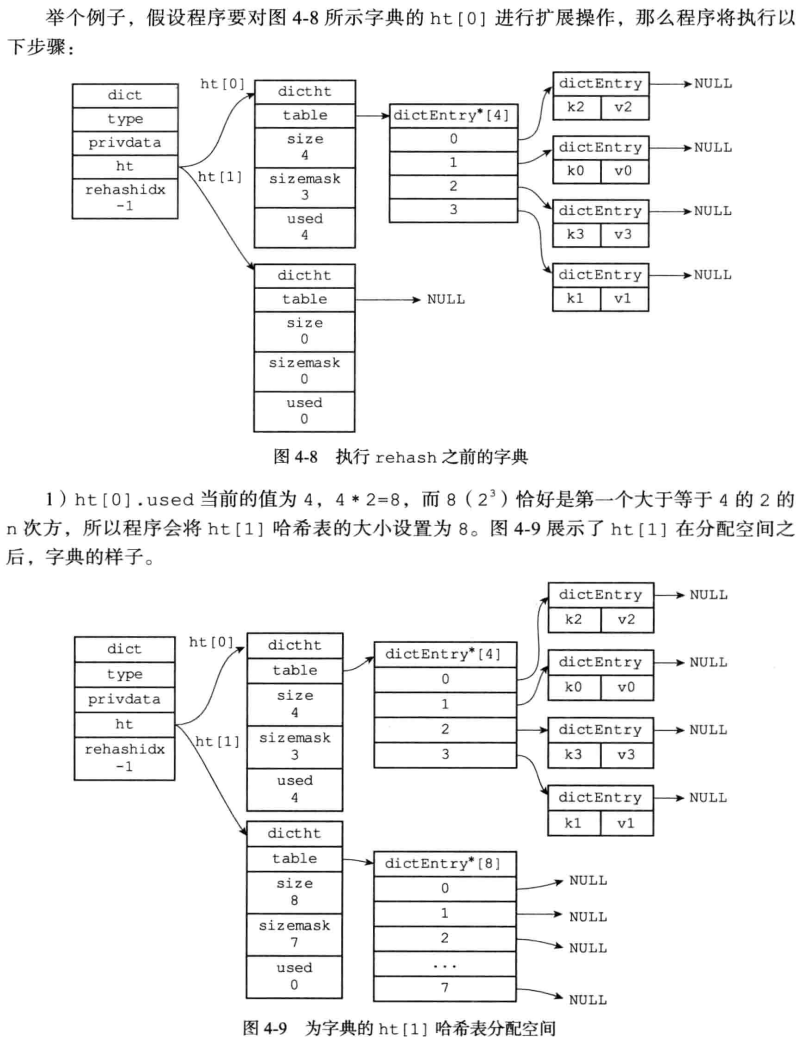 举个例子，假设程序要对图 4-8 所示字典的 ht[0] 进行扩展操作，那么程序将执行以
下步骤：
ht[0]
dict
type
privdata
ht
rehashidx
-1
ht[1]
dictht
table
size
4
sizemask
3
used
4
dictEntry*[4]
0
1
2
3
dictEntry
k2 v2
NULL
dictEntry
k0 v0
NULL
dictEntry
k3 v3
NULL
dictEntry
k1 v1
NULL
dictht
table
NULL
size
0
sizemask
0
used
0
图 4-8 执行 rehash 之前的字典
1）ht[0].used 当前的值为 4，4 * 2=8，而 8（2³）恰好是第一个大于等于 4 的 2 的
n 次方，所以程序会将 ht[1] 哈希表的大小设置为 8。图 4-9 展示了 ht[1] 在分配空间之
后，字典的样子。
ht[0]
dict
type
privdata
ht
rehashidx
-1
ht[1]
dictht
table
size
4
sizemask
3
used
4
dictEntry*[4]
0
1
2
3
dictEntry
k2 v2
NULL
dictEntry
k0 v0
NULL
dictEntry
k3 v3
NULL
dictEntry
k1 v1
NULL
dictht
table
size
8
sizemask
7
used
0
dictEntry*[8]
0
1
2
...
7
NULL
NULL
NULL
NULL
图 4-9 为字典的 ht[1] 哈希表分配空间